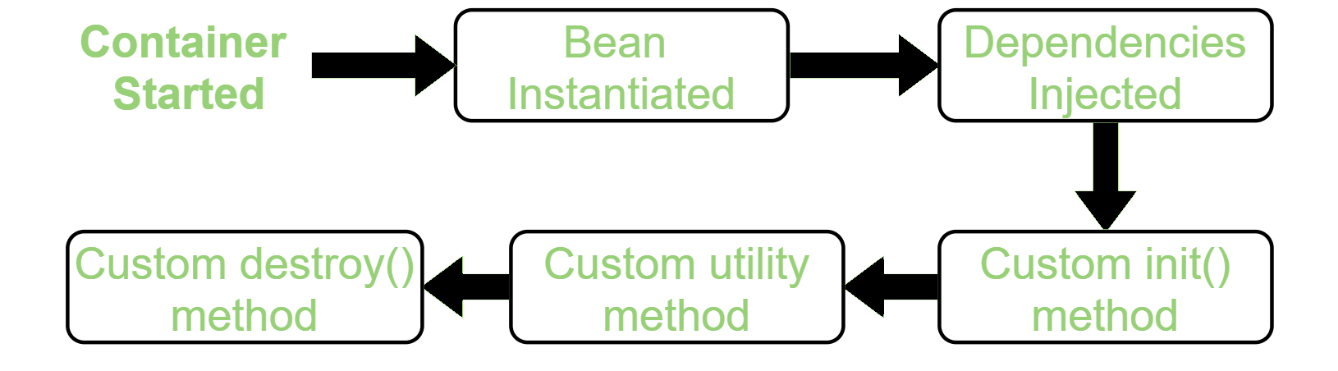 Container
Started
Bean
Instantiated
Dependencies
Injected
Custom init()
method
Custom utility
method
Custom destroy()
method